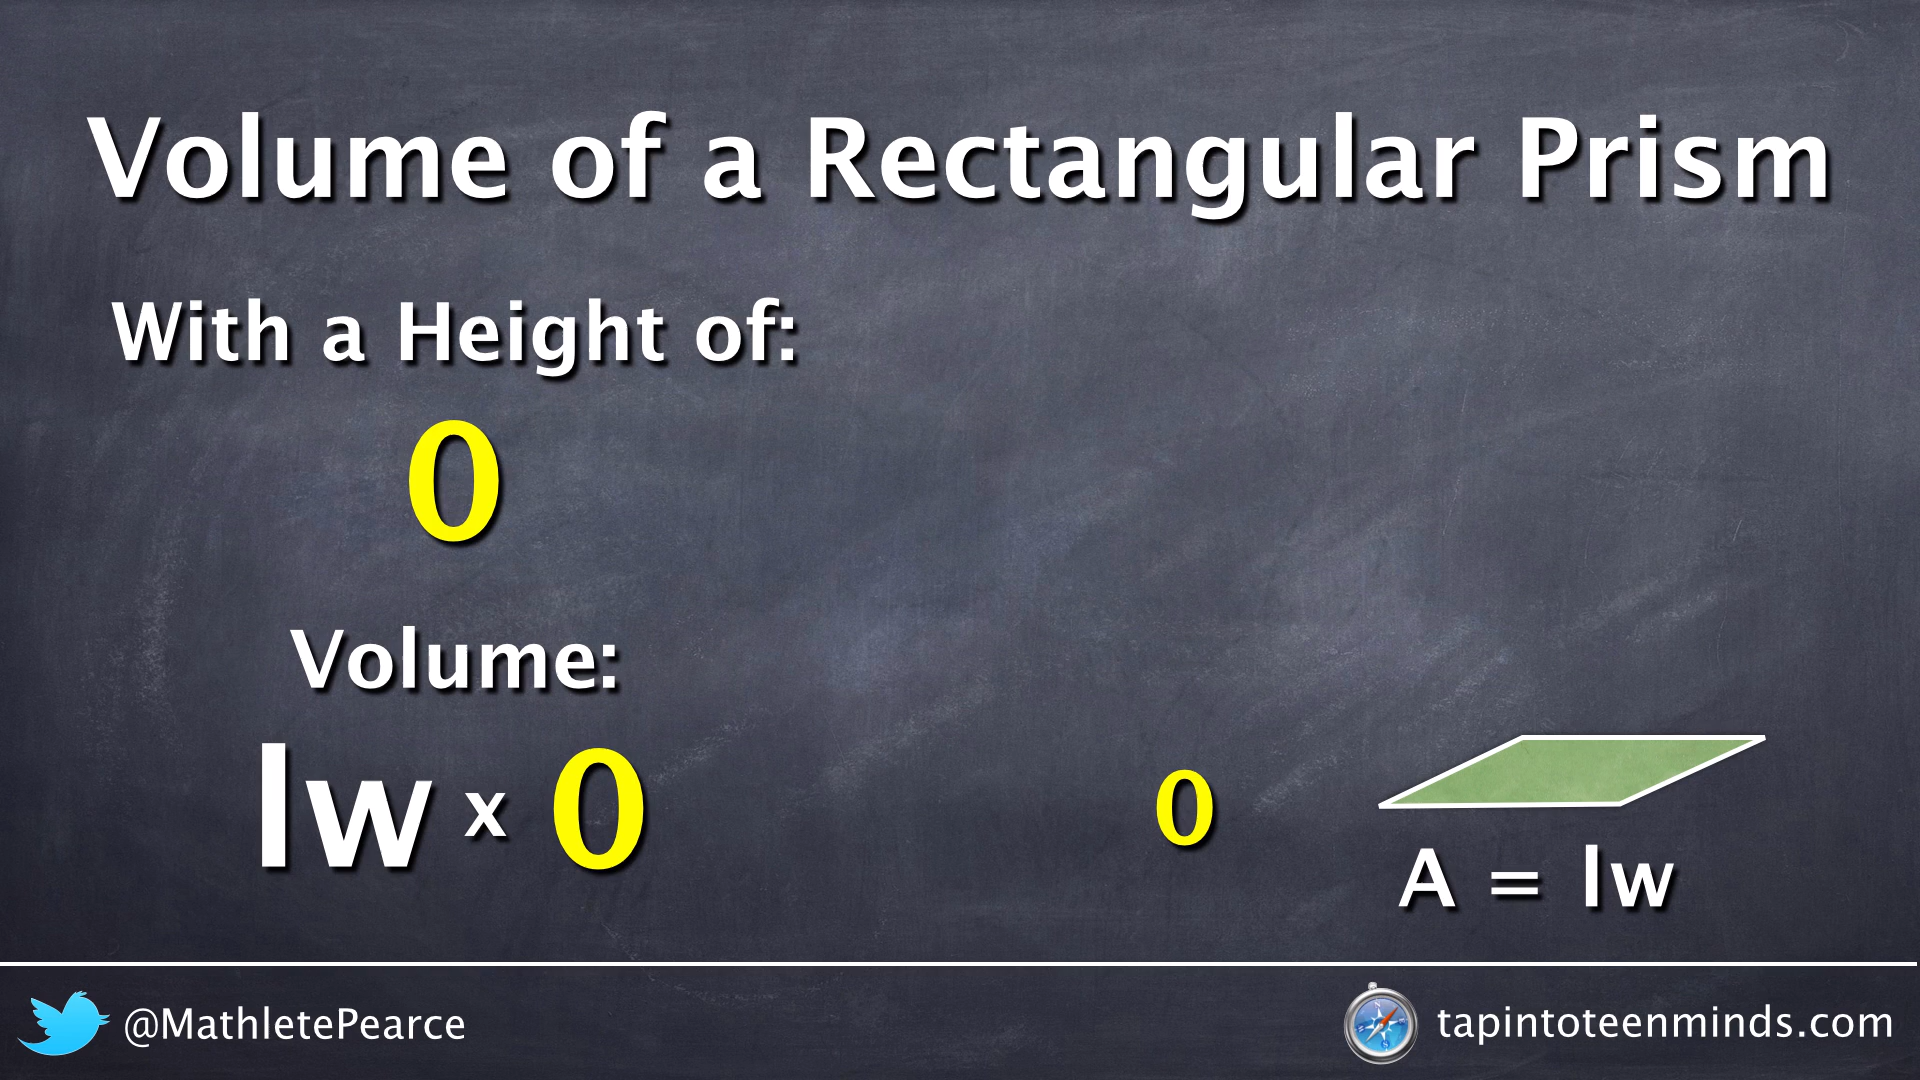 Volume of a Rectangular Prism
With a Height of:
0
Volume:
lw x 0
0
A = lw
@MathletePearce
tapintoteenminds.com